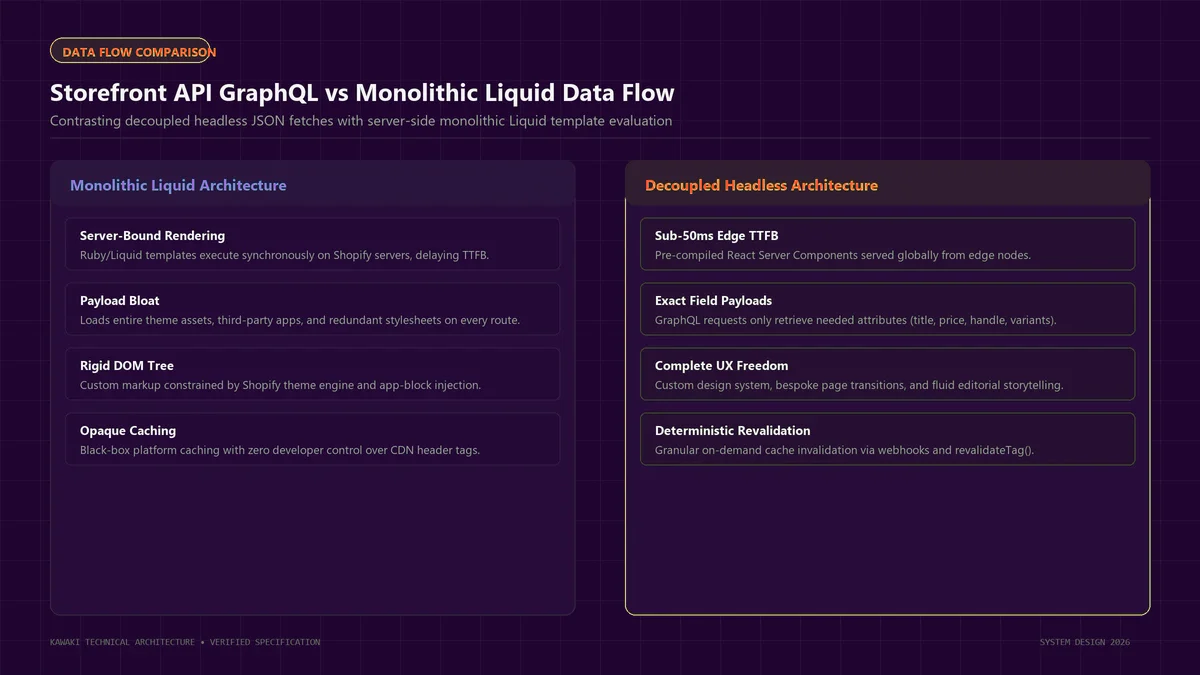 DATA FLOW COMPARISON
Storefront API GraphQL vs Monolithic Liquid Data Flow
Contrasting decoupled headless JSON fetches with server-side monolithic Liquid template evaluation
Monolithic Liquid Architecture
Server-Bound Rendering
Ruby/Liquid templates execute synchronously on Shopify servers, delaying TTFB.
Payload Bloat
Loads entire theme assets, third-party apps, and redundant stylesheets on every route.
Rigid DOM Tree
Custom markup constrained by Shopify theme engine and app-block injection.
Opaque Caching
Black-box platform caching with zero developer control over CDN header tags.
Decoupled Headless Architecture
Sub-50ms Edge TTFB
Pre-compiled React Server Components served globally from edge nodes.
Exact Field Payloads
GraphQL requests only retrieve needed attributes (title, price, handle, variants).
Complete UX Freedom
Custom design system, bespoke page transitions, and fluid editorial storytelling.
Deterministic Revalidation
Granular on-demand cache invalidation via webhooks and revalidateTag().
KAWAKI TECHNICAL ARCHITECTURE • VERIFIED SPECIFICATION
SYSTEM DESIGN 2026